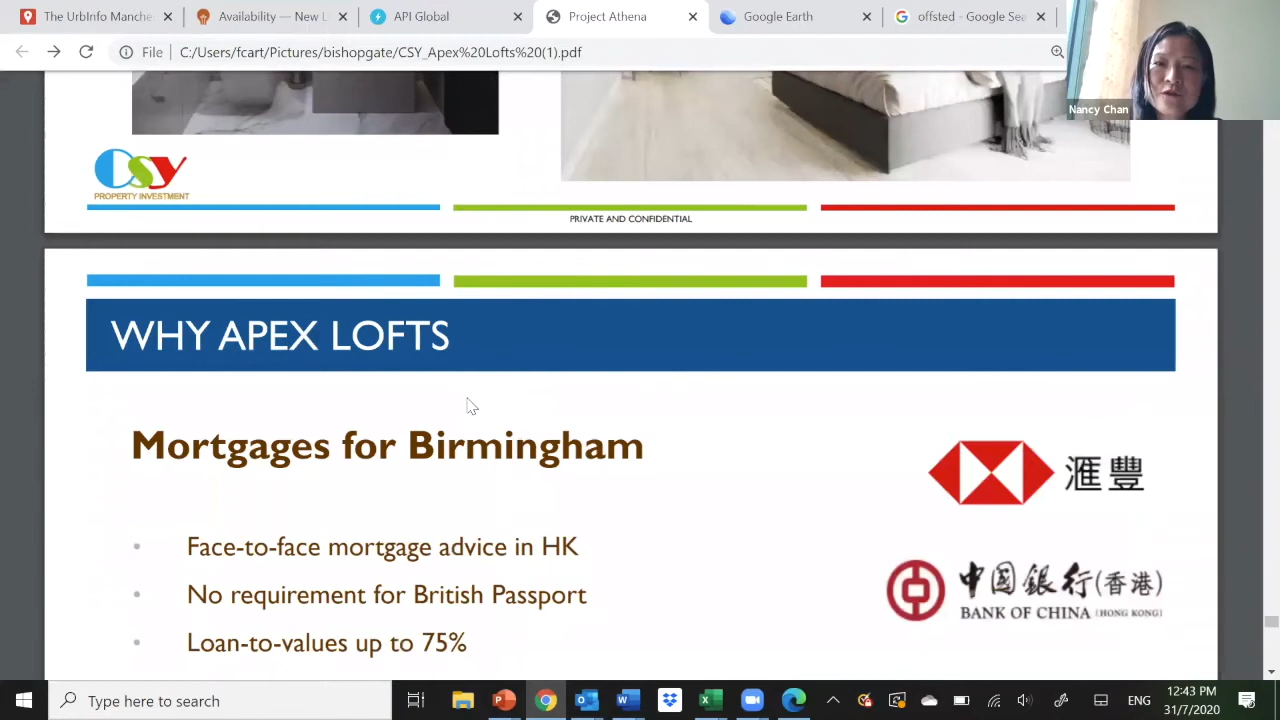 The UrbInfo Manche
Availability — New L
API Global
Project Athena
Google Earth
offsted - Google Sea
File
C:/Users/fcart/Pictures/bishopgate/CSY_Apex%20Lofts%20(1).pdf
Nancy Chan
CSY
PROPERTY INVESTMENT
PRIVATE AND CONFIDENTIAL
WHY APEX LOFTS
Mortgages for Birmingham
滙豐
Face-to-face mortgage advice in HK
中國銀行(香港)
No requirement for British Passport
BANK OF CHINA (HONG KONG)
Loan-to-values up to 75%
Type here to search
ENG
12:43 PM
31/7/2020